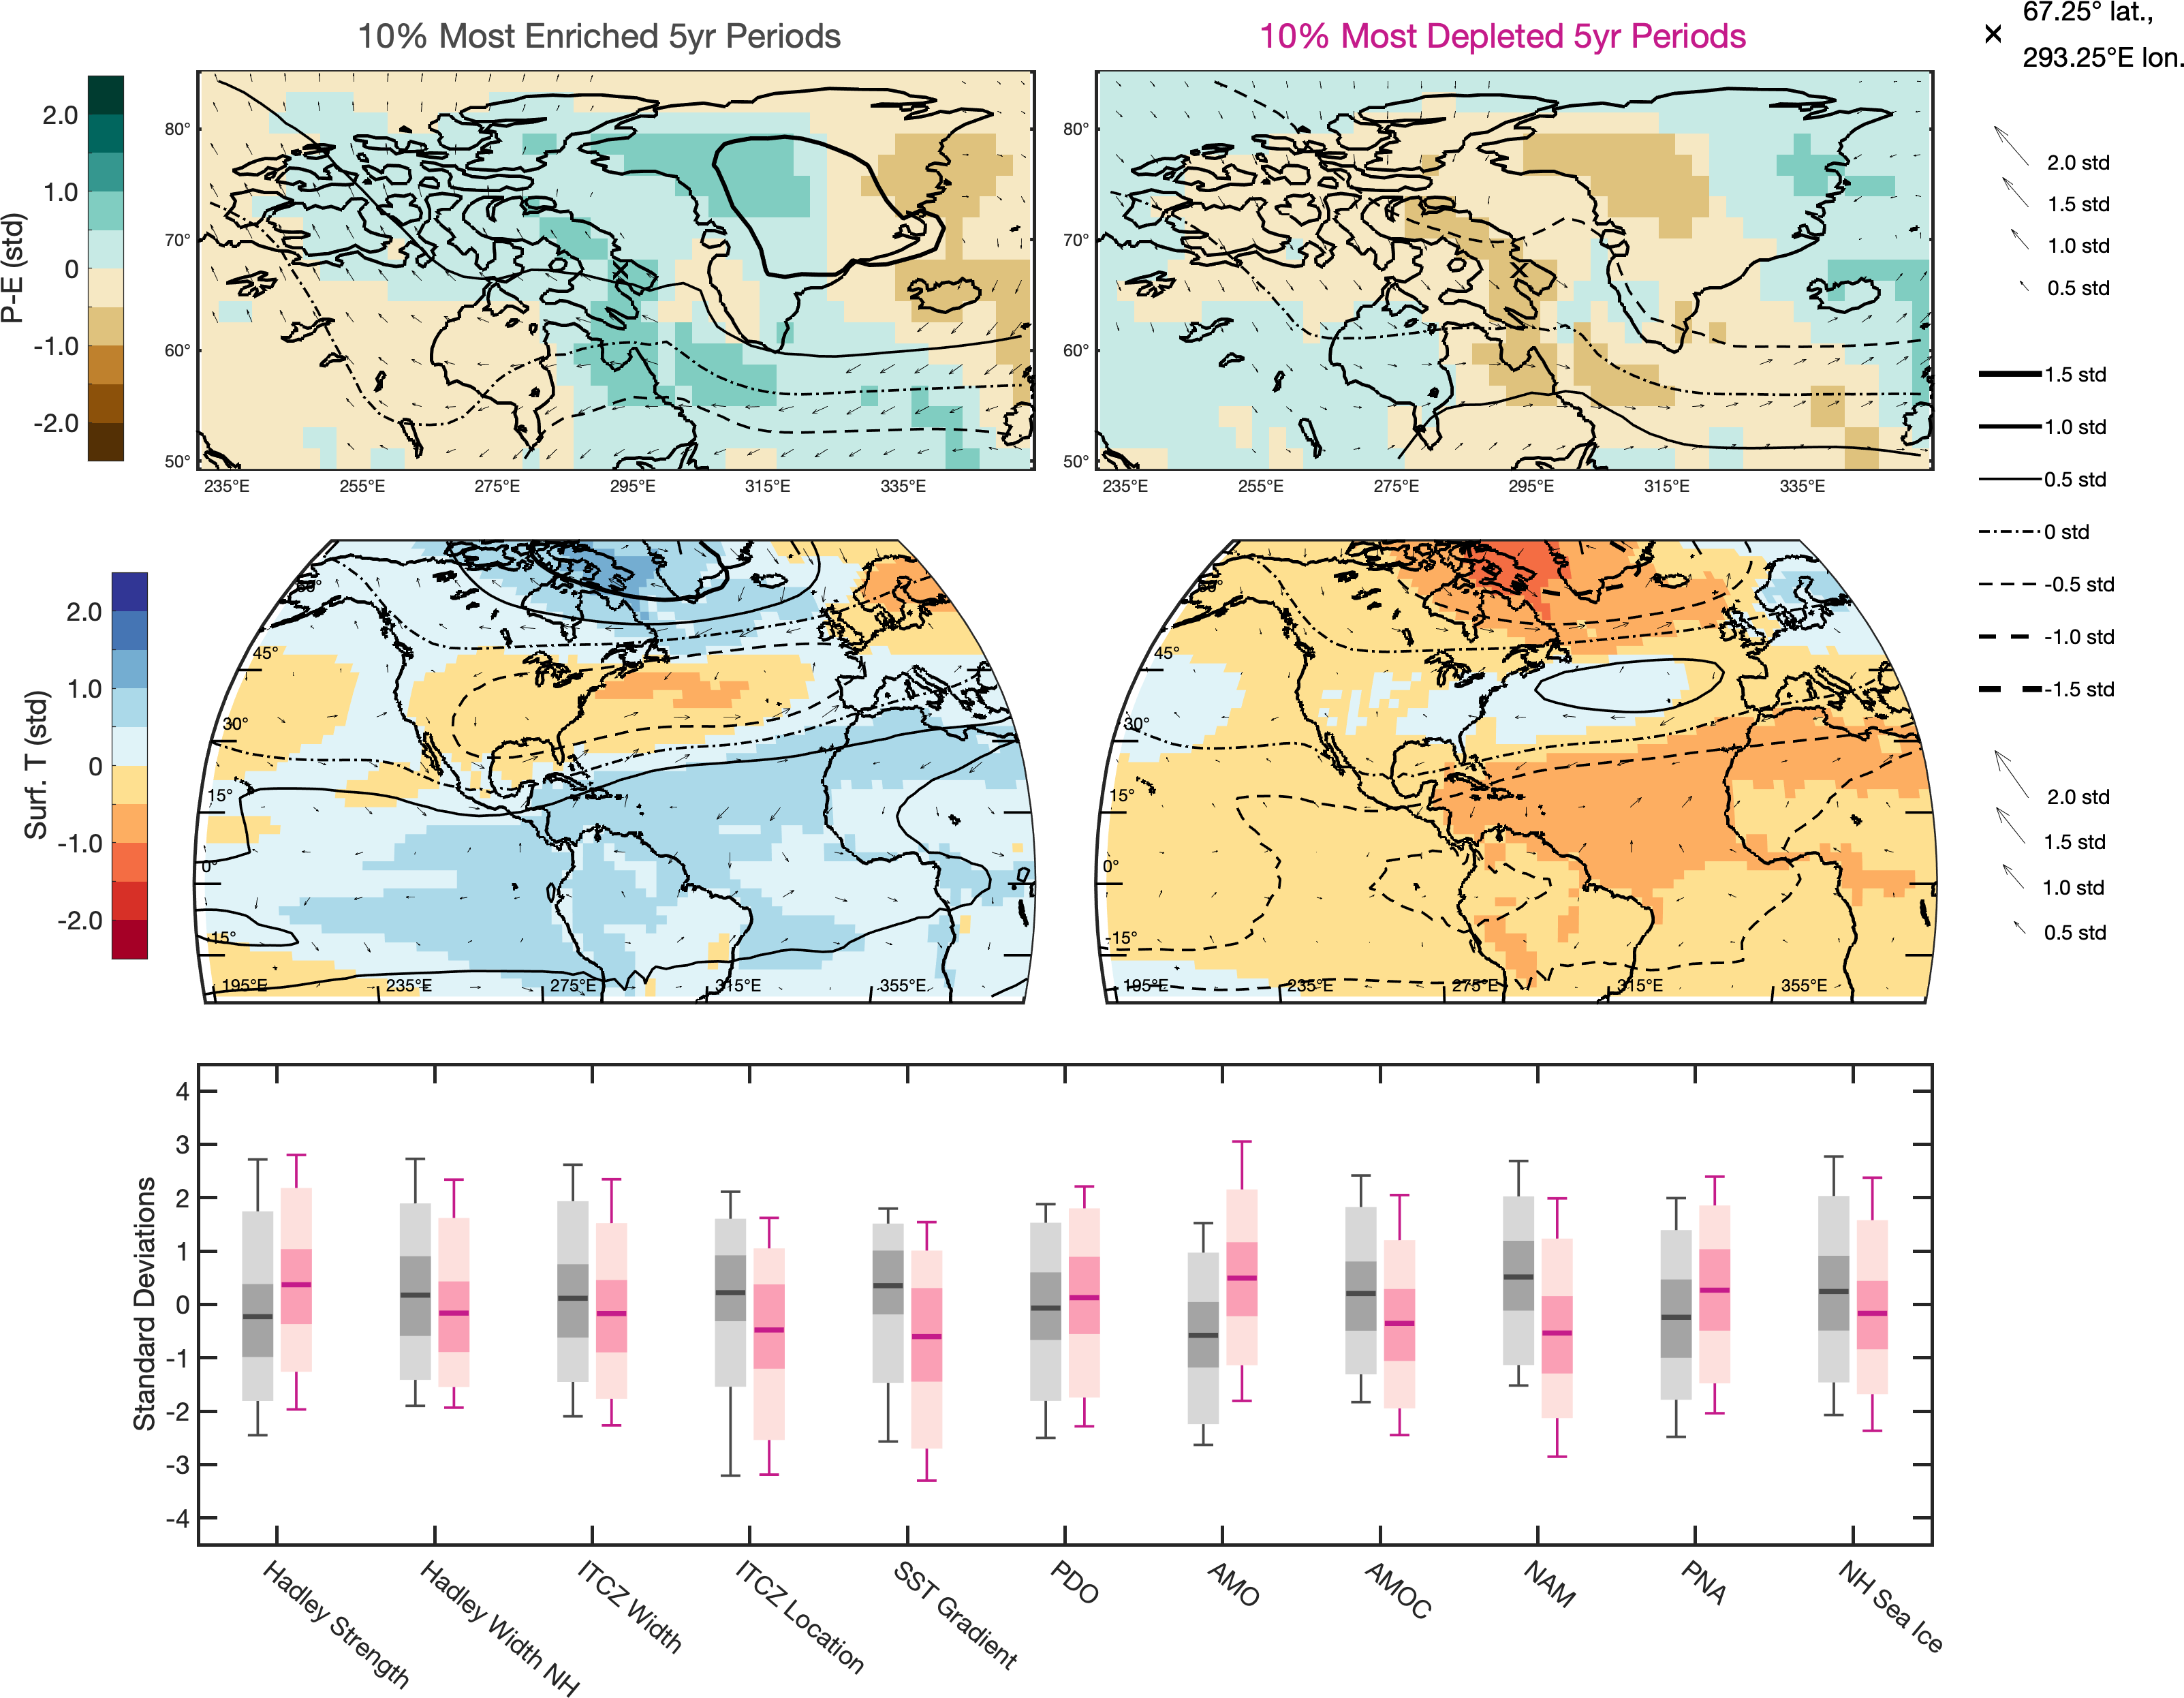 10% Most Enriched 5yr Periods
10% Most Depleted 5yr Periods
67.25° lat.,
293.25°E lon.
P-E (std)
2.0
1.0
0
-1.0
-2.0
80°
70°
60°
50°
235°E 255°E 275°E 295°E 315°E 335°E
80°
70°
60°
50°
235°E 255°E 275°E 295°E 315°E 335°E
2.0 std
1.5 std
1.0 std
0.5 std
1.5 std
1.0 std
0.5 std
0 std
-0.5 std
-1.0 std
-1.5 std
Surf. T (std)
2.0
1.0
0
-1.0
-2.0
45°
30°
15°
0°
-15°
195°E 235°E 275°E 315°E 355°E
45°
30°
15°
0°
-15°
195°E 235°E 275°E 315°E 355°E
2.0 std
1.5 std
1.0 std
0.5 std
Standard Deviations
4
3
2
1
0
-1
-2
-3
-4
Hadley Strength
Hadley Width NH
ITCZ Width
ITCZ Location
SST Gradient
PDO
AMO
AMOC
NAM
PNA
NH Sea Ice